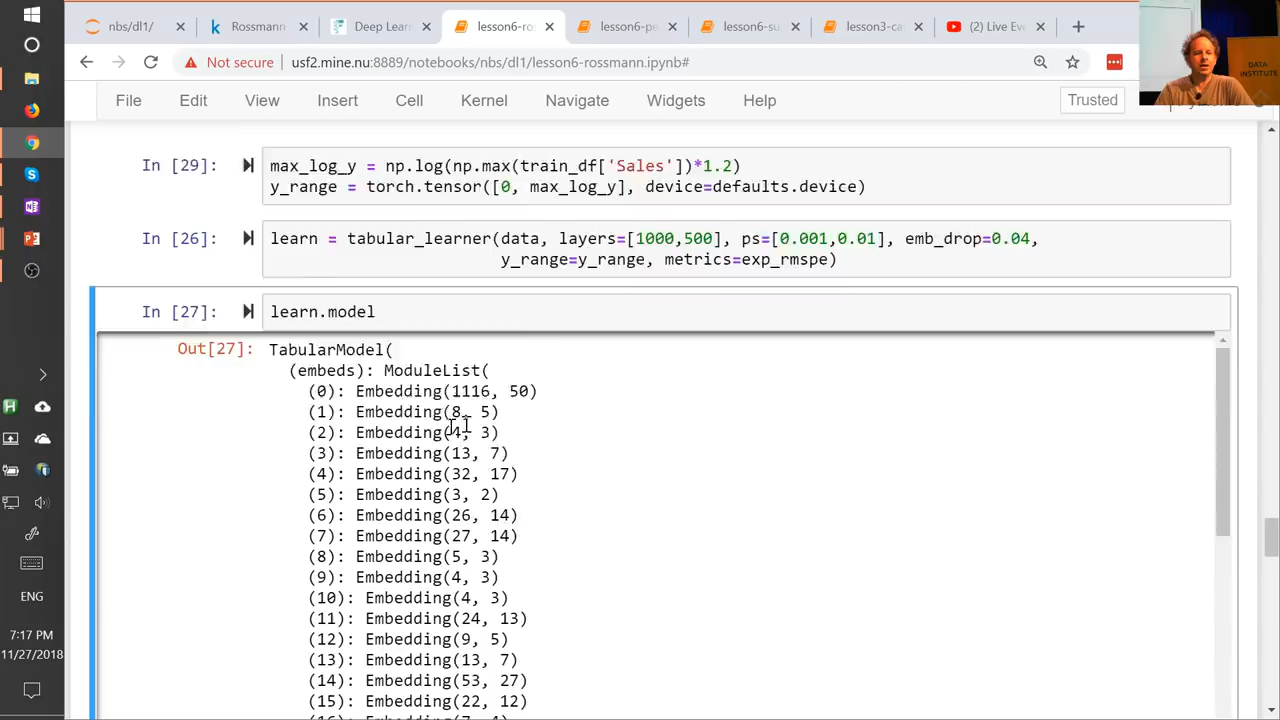 nbs/dl1/
Rossmann
Deep Learn
lesson6-ro
lesson6-pe
lesson6-su
lesson3-ca
(2) Live Eve
Not secure
usf2.mine.nu:8889/notebooks/nbs/dl1/lesson6-rossmann.ipynb#
DATA
INSTITUTE
File Edit View Insert Cell Kernel Navigate Widgets Help
Trusted
In [29]: max_log_y = np.log(np.max(train_df['Sales'])*1.2)
y_range = torch.tensor([0, max_log_y], device=defaults.device)
In [26]: learn = tabular_learner(data, layers=[1000,500], ps=[0.001,0.01], emb_drop=0.04,
y_range=y_range, metrics=exp_rmspe)
In [27]: learn.model
Out[27]: TabularModel(
(embeds): ModuleList(
(0): Embedding(1116, 50)
(1): Embedding(8, 5)
(2): Embedding(4, 3)
(3): Embedding(13, 7)
(4): Embedding(32, 17)
(5): Embedding(3, 2)
(6): Embedding(26, 14)
(7): Embedding(27, 14)
(8): Embedding(5, 3)
(9): Embedding(4, 3)
(10): Embedding(4, 3)
(11): Embedding(24, 13)
(12): Embedding(9, 5)
(13): Embedding(13, 7)
(14): Embedding(53, 27)
(15): Embedding(22, 12)
ENG
7:17 PM
11/27/2018